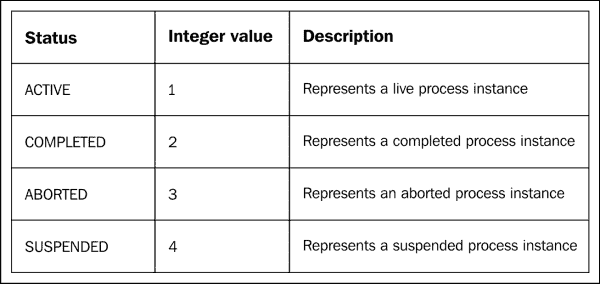 Status Integer value Description
ACTIVE 1 Represents a live process instance
COMPLETED 2 Represents a completed process instance
ABORTED 3 Represents an aborted process instance
SUSPENDED 4 Represents a suspended process instance